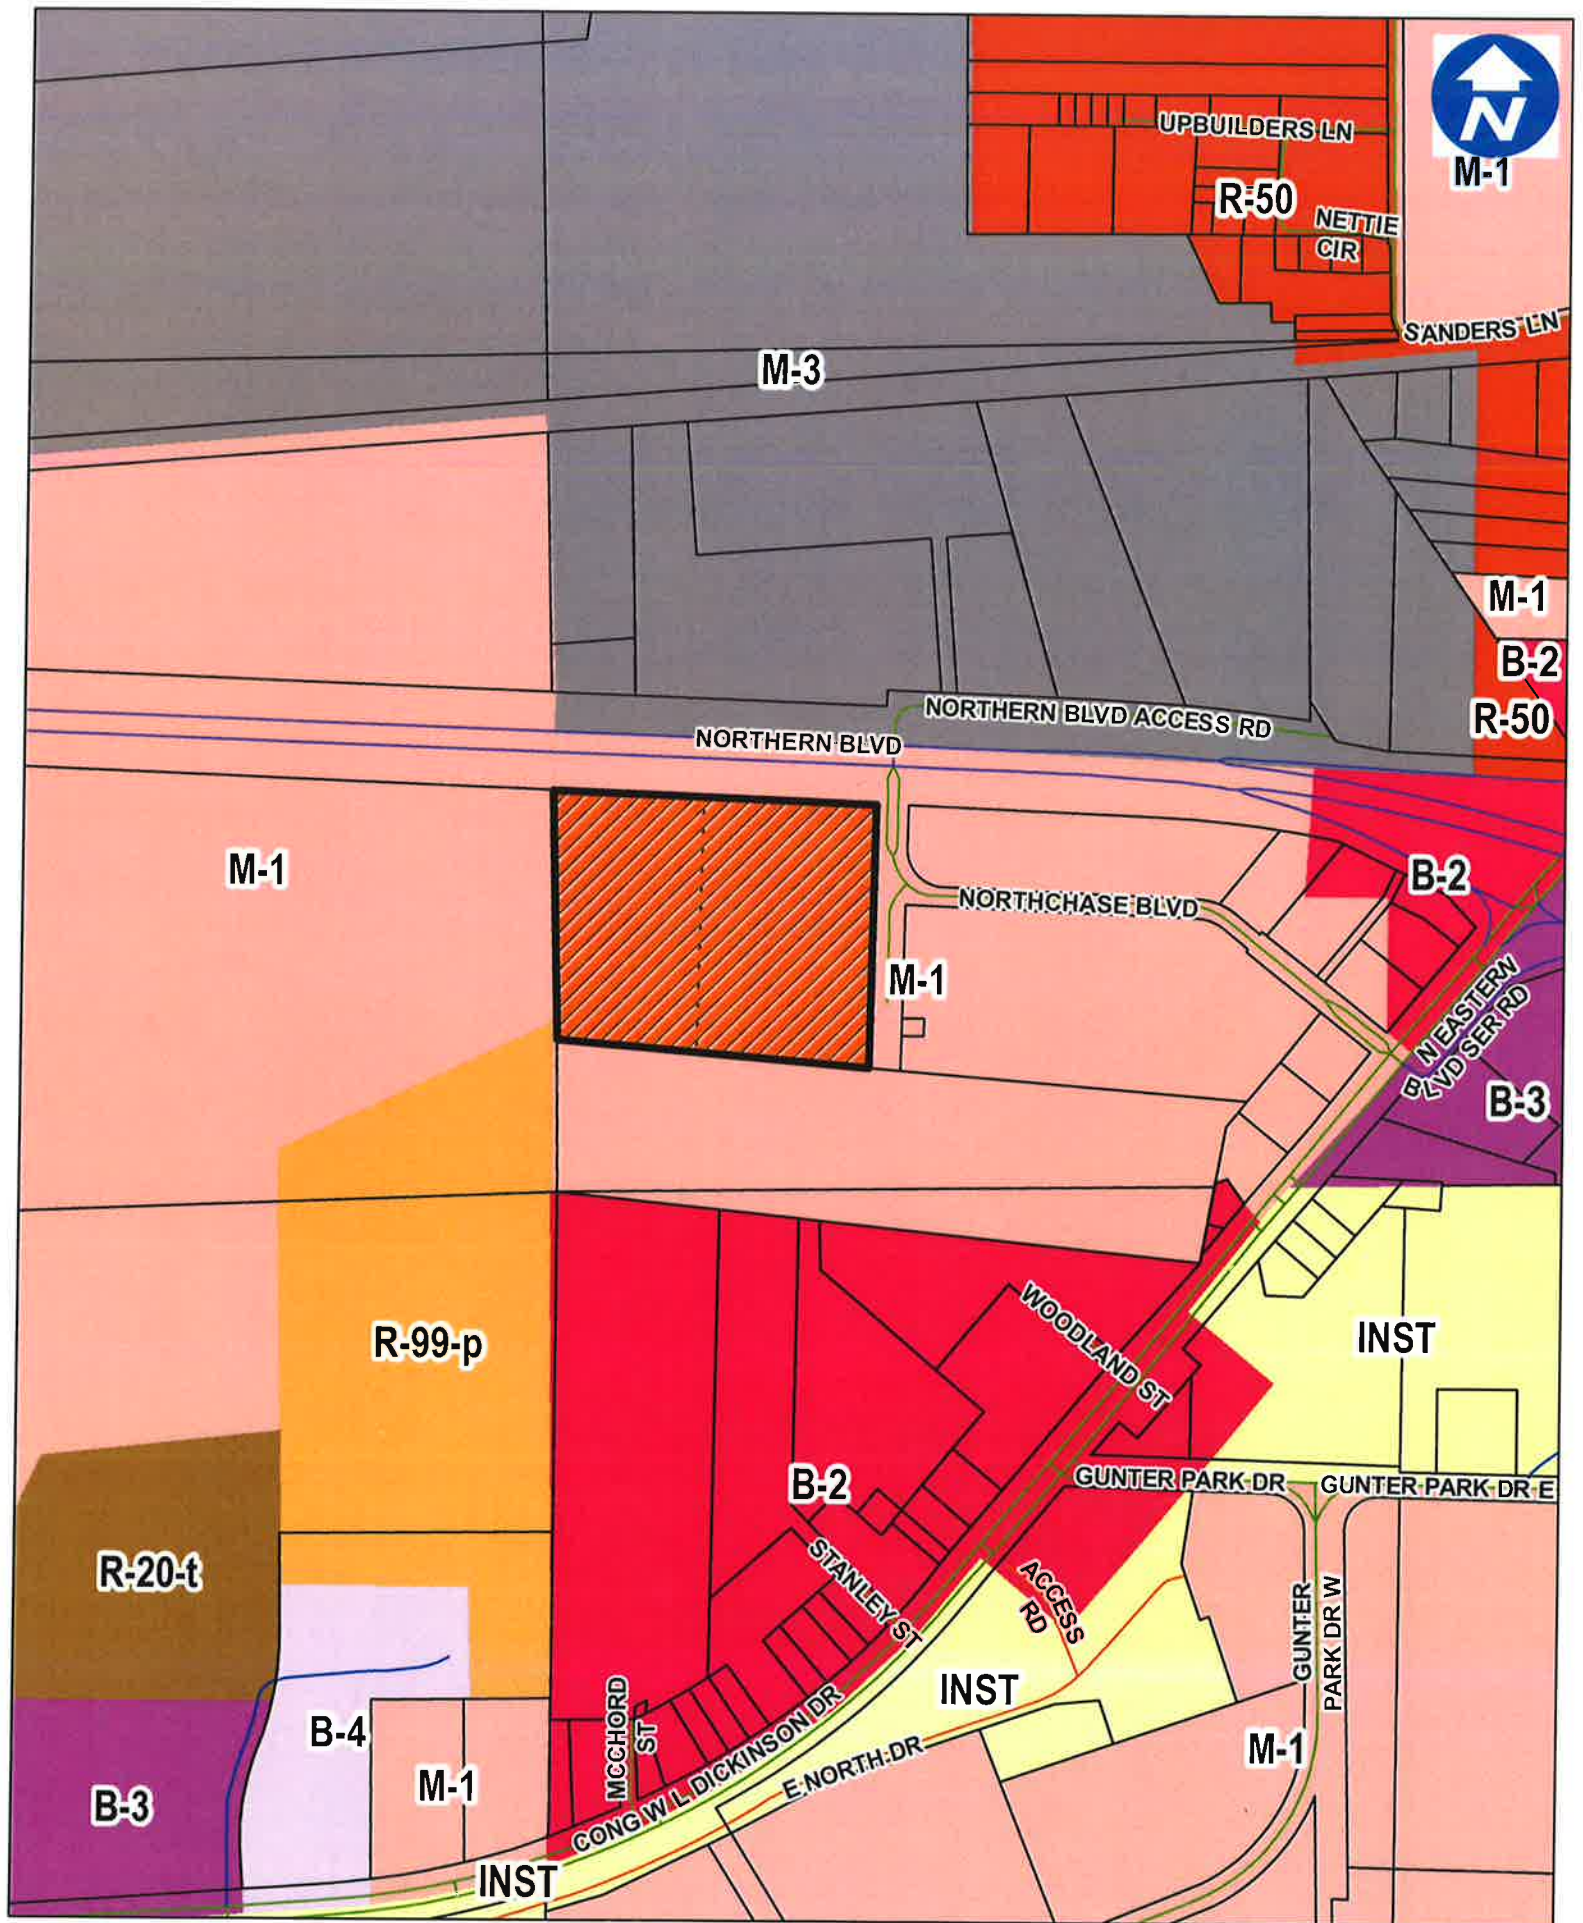 N
M-1
UPBUILDERS LN
R-50
NETTIE
CIR
SANDERS LN
M-3
M-1
B-2
R-50
NORTHERN BLVD ACCESS RD
NORTHERN BLVD
M-1
B-2
NORTHCHASE BLVD
M-1
N EASTERN
BLVD SER RD
B-3
WOODLAND ST
INST
R-99-p
B-2
GUNTER PARK DR
GUNTER PARK DR E
R-20-t
STANLEY ST
ACCESS
RD
GUNTER
PARK DR W
INST
MCCHORD
ST
B-4
M-1
M-1
B-3
CONG W L DICKINSON DR
E NORTH DR
INST